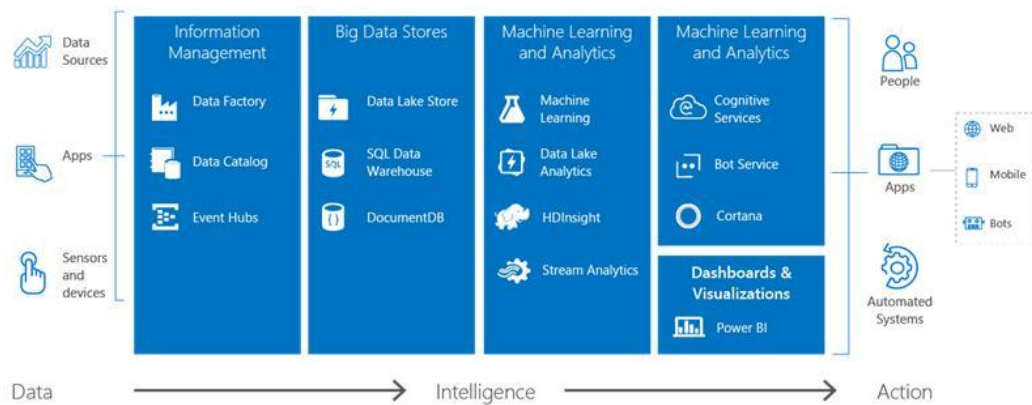 Data
Sources
Apps
Sensors
and
devices
Information
Management
Data Factory
Data Catalog
Event Hubs
Big Data Stores
Data Lake Store
SQL
SQL Data
Warehouse
DocumentDB
Machine Learning
and Analytics
Machine
Learning
Data Lake
Analytics
HDInsight
Stream Analytics
Machine Learning
and Analytics
Cognitive
Services
Bot Service
Cortana
Dashboards &
Visualizations
Power BI
People
Apps
Automated
Systems
Web
Mobile
Bots
Data
Intelligence
Action